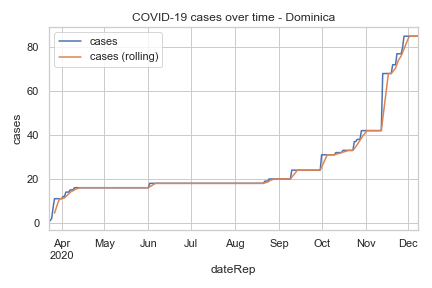 COVID-19 cases over time - Dominica
cases
cases (rolling)
80
60
40
20
0
cases
Apr May Jun Jul Aug Sep Oct Nov Dec
2020
dateRep